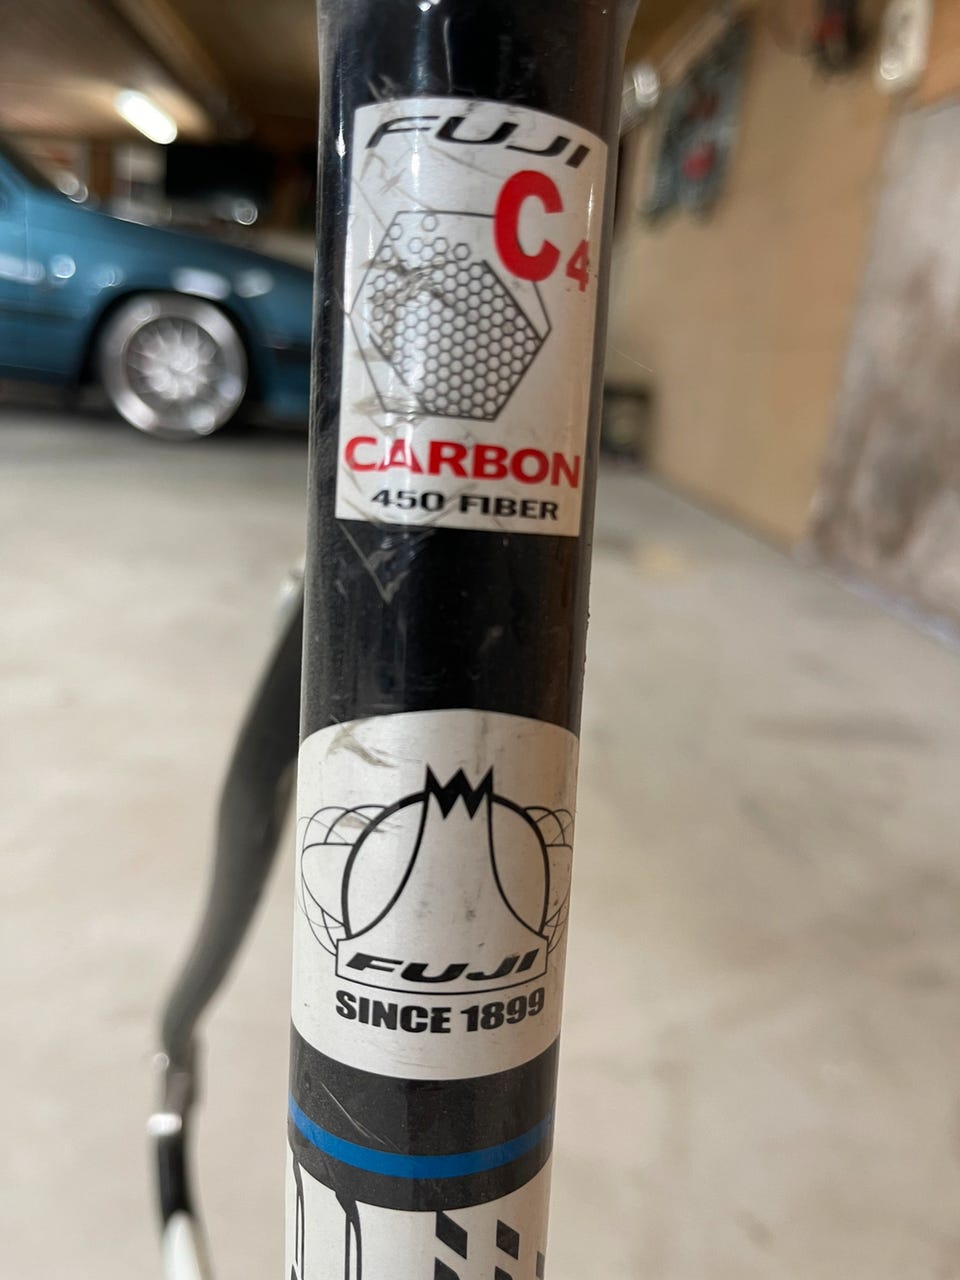 FUJI
C4
CARBON
450 FIBER
FUJI
SINCE 1899